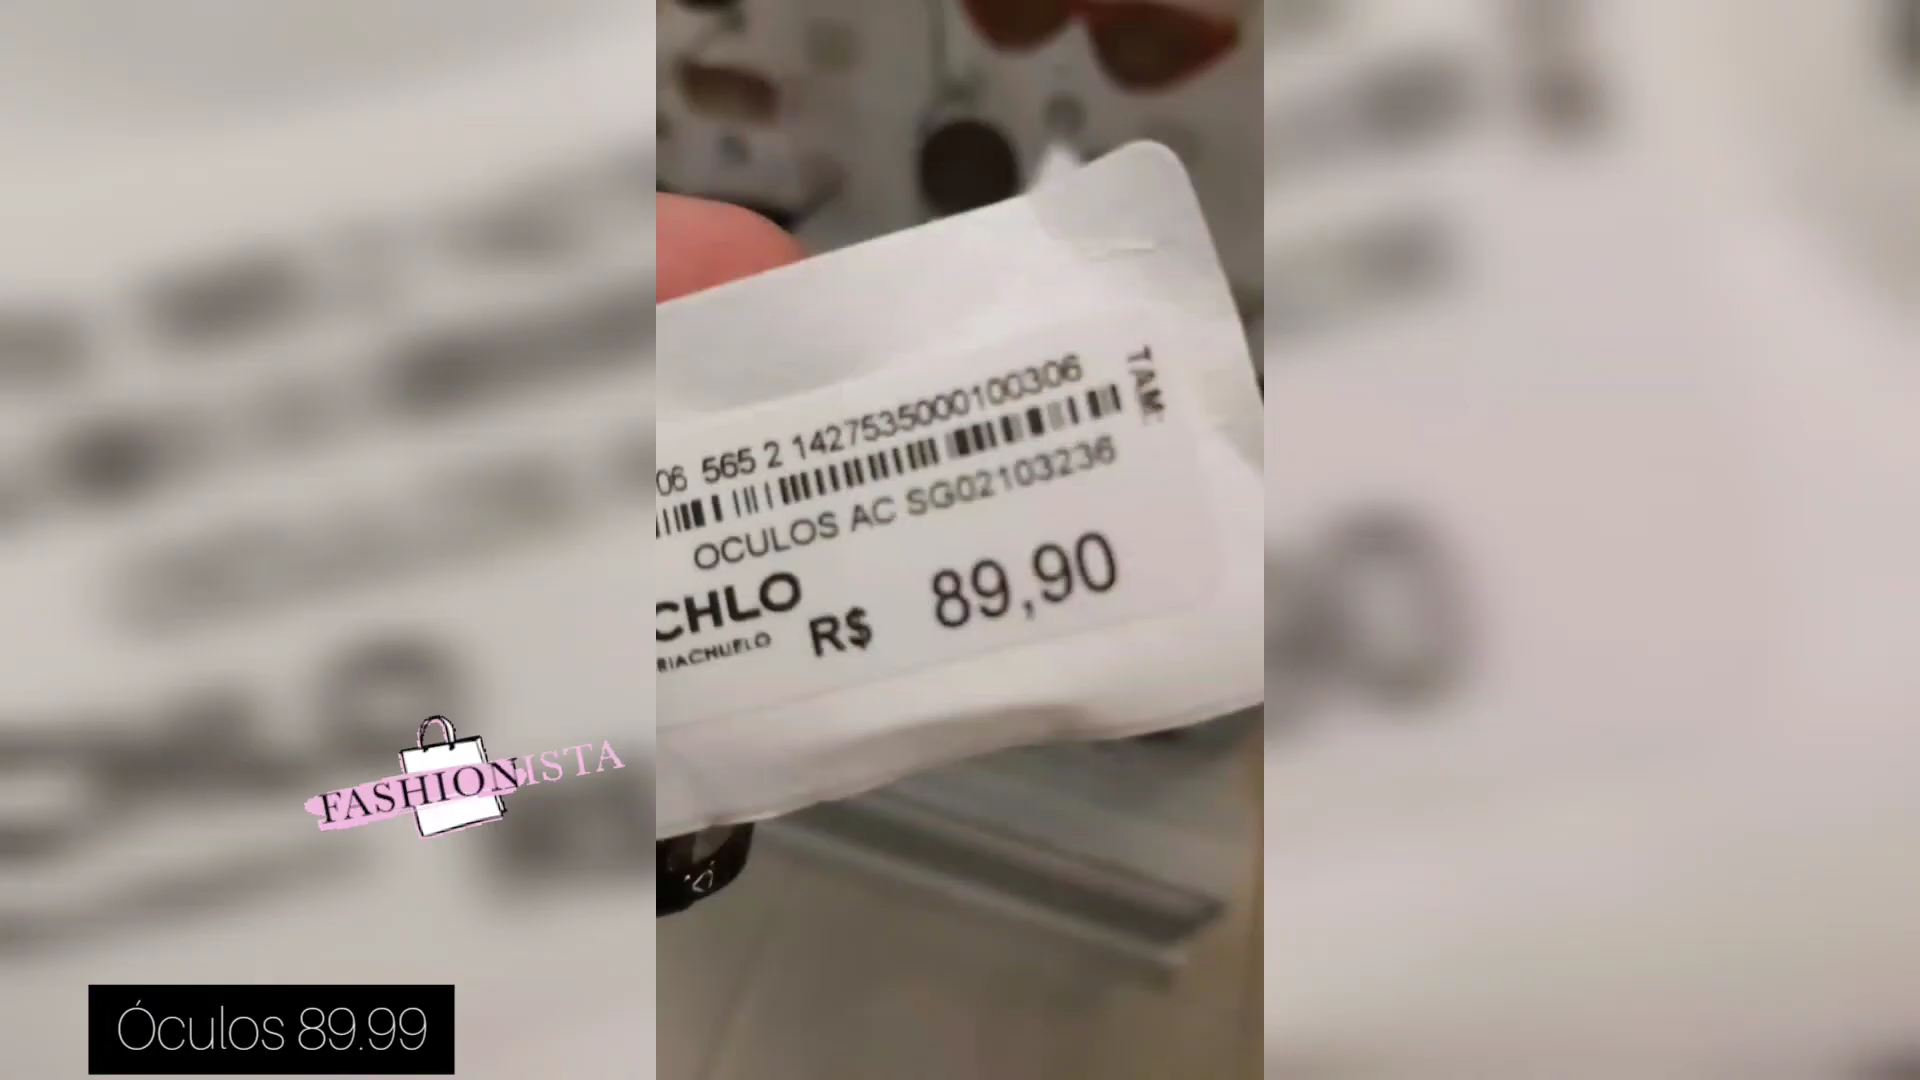 06 565 2 1427535000100306
TAM:
OCULOS AC SG02103236
CHLO
RIACHUELO
R$ 89,90
FASHIONISTA
Óculos 89.99